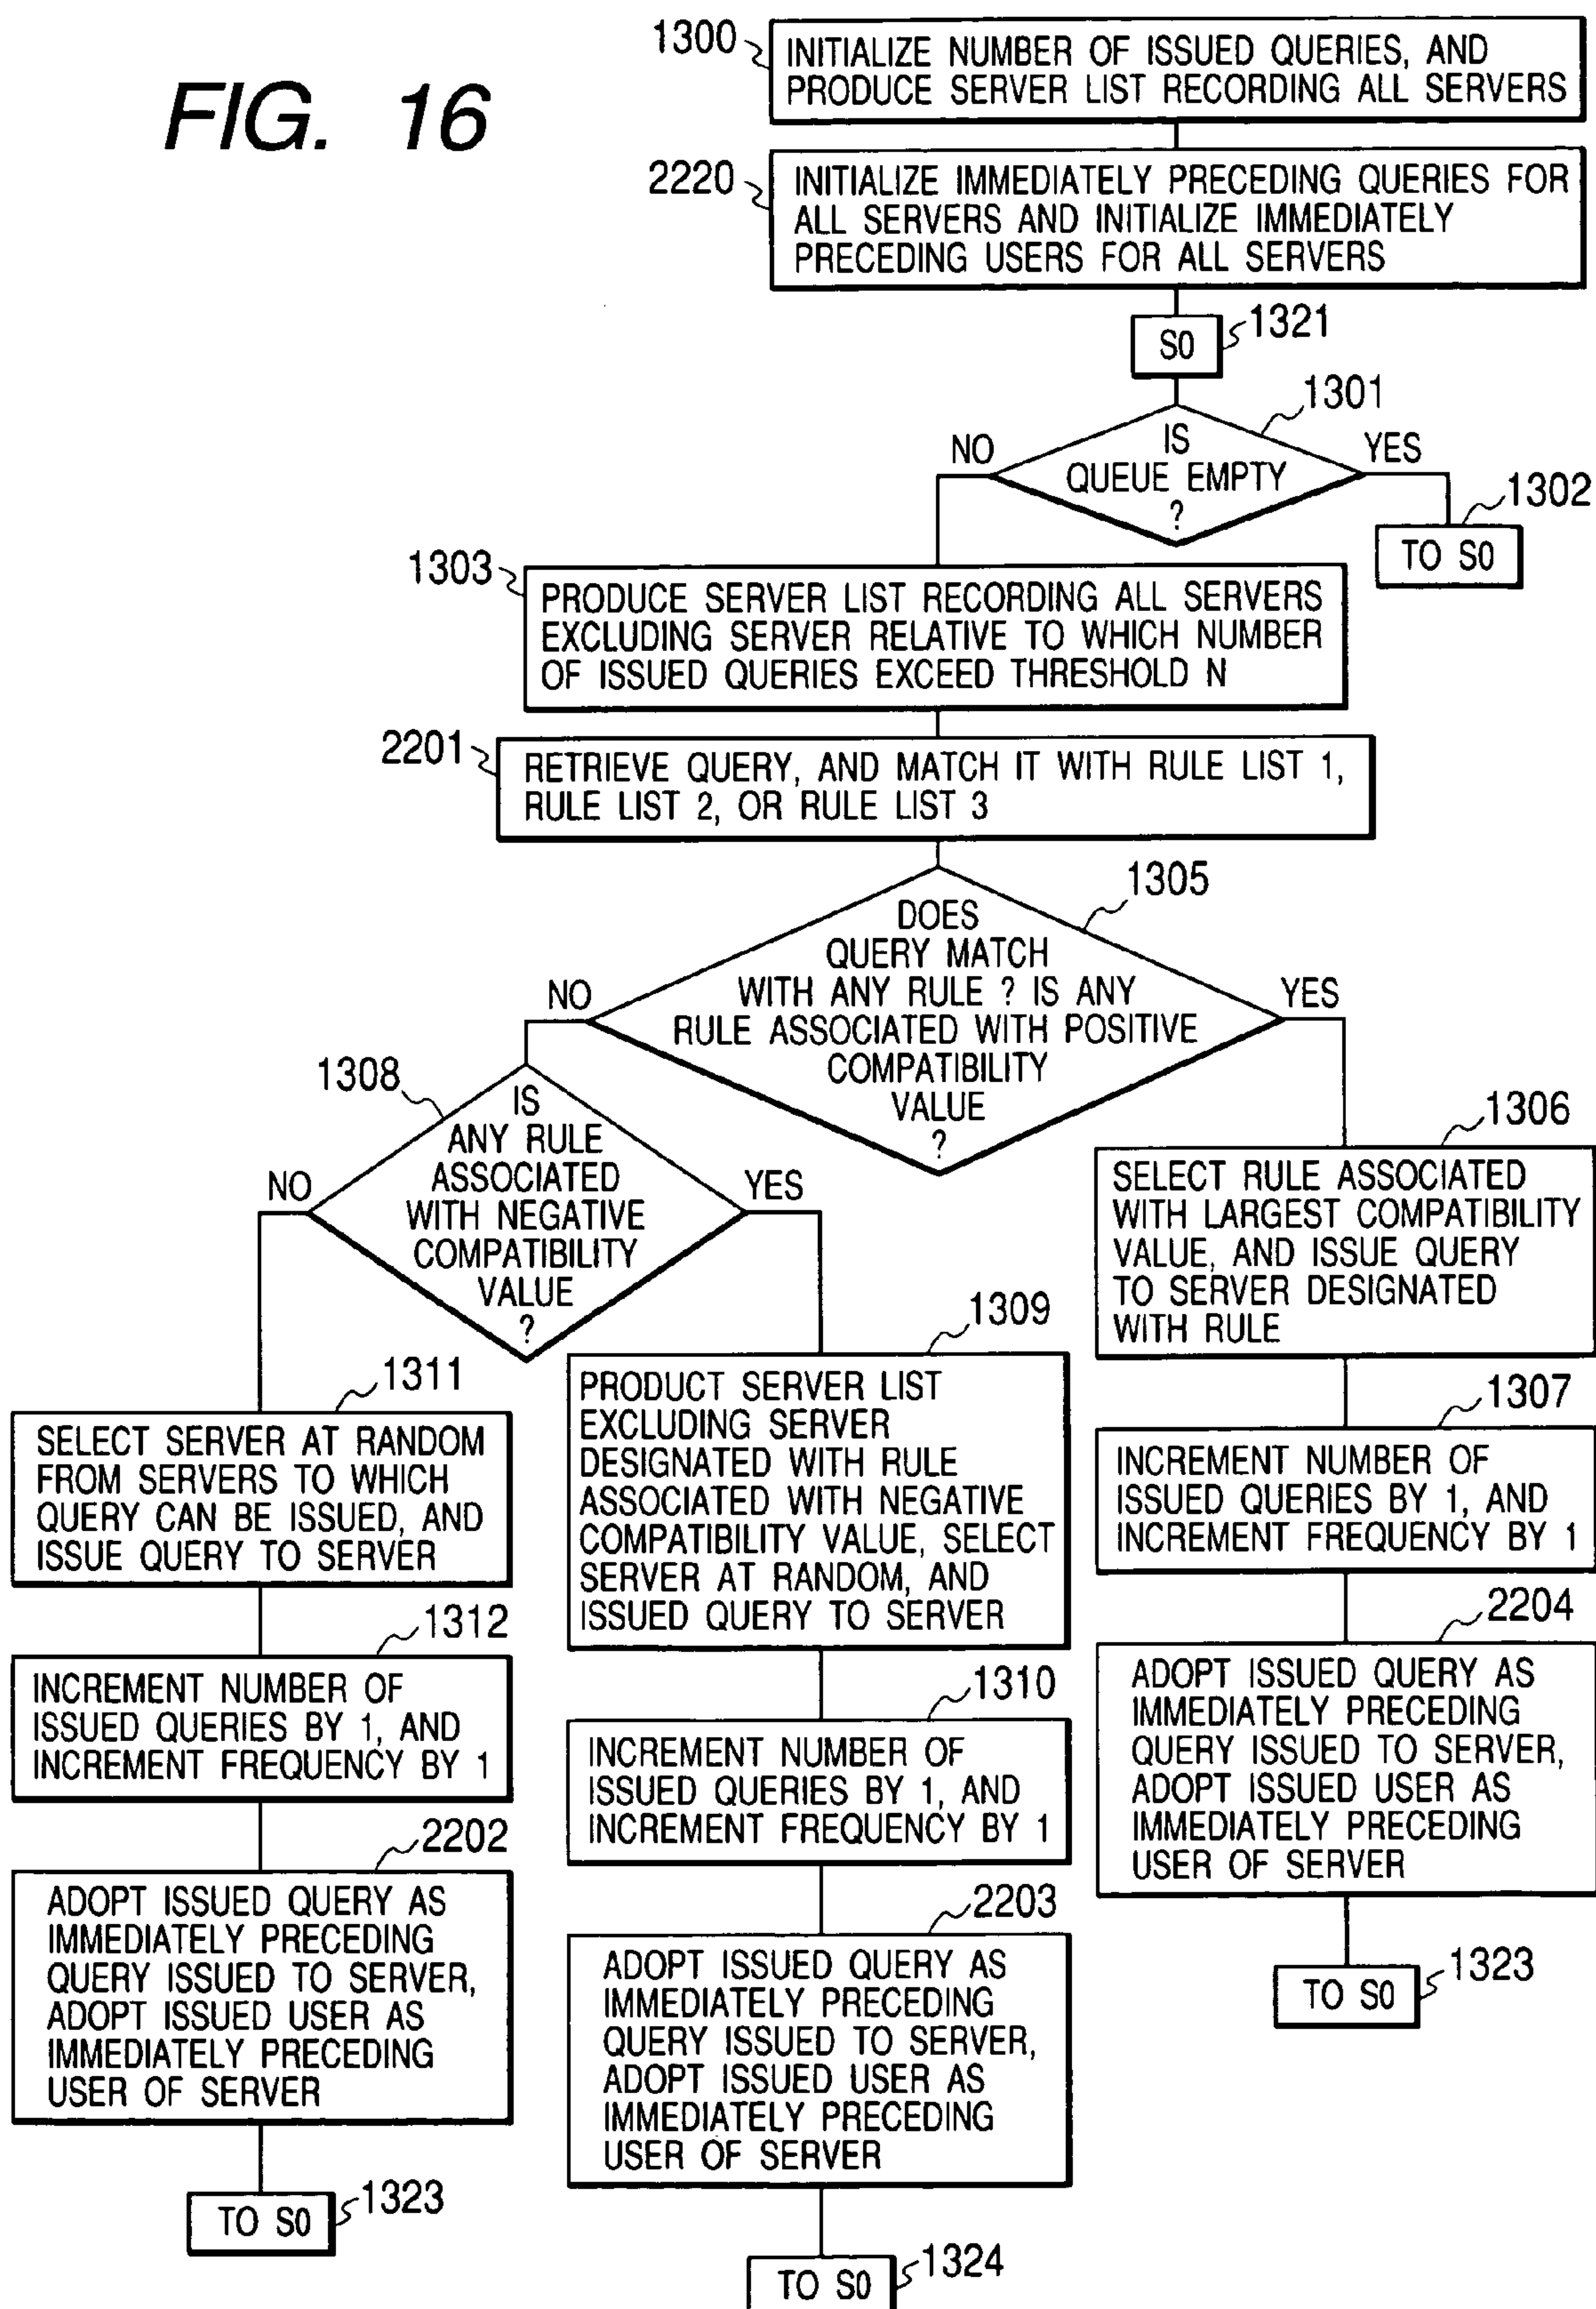 FIG. 16
1300
INITIALIZE NUMBER OF ISSUED QUERIES, AND
PRODUCE SERVER LIST RECORDING ALL SERVERS
2220
INITIALIZE IMMEDIATELY PRECEDING QUERIES FOR
ALL SERVERS AND INITIALIZE IMMEDIATELY
PRECEDING USERS FOR ALL SERVERS
S0
1321
1301
IS
QUEUE EMPTY
?
NO
YES
1302
TO S0
1303
PRODUCE SERVER LIST RECORDING ALL SERVERS
EXCLUDING SERVER RELATIVE TO WHICH NUMBER
OF ISSUED QUERIES EXCEED THRESHOLD N
2201
RETRIEVE QUERY, AND MATCH IT WITH RULE LIST 1,
RULE LIST 2, OR RULE LIST 3
1305
DOES
QUERY MATCH
WITH ANY RULE ? IS ANY
RULE ASSOCIATED WITH POSITIVE
COMPATIBILITY
VALUE
?
NO
YES
1308
IS
ANY RULE
ASSOCIATED
WITH NEGATIVE
COMPATIBILITY
VALUE
?
NO
YES
1306
SELECT RULE ASSOCIATED
WITH LARGEST COMPATIBILITY
VALUE, AND ISSUE QUERY
TO SERVER DESIGNATED
WITH RULE
1311
SELECT SERVER AT RANDOM
FROM SERVERS TO WHICH
QUERY CAN BE ISSUED, AND
ISSUE QUERY TO SERVER
1309
PRODUCT SERVER LIST
EXCLUDING SERVER
DESIGNATED WITH RULE
ASSOCIATED WITH NEGATIVE
COMPATIBILITY VALUE, SELECT
SERVER AT RANDOM, AND
ISSUED QUERY TO SERVER
1307
INCREMENT NUMBER OF
ISSUED QUERIES BY 1, AND
INCREMENT FREQUENCY BY 1
1312
INCREMENT NUMBER OF
ISSUED QUERIES BY 1, AND
INCREMENT FREQUENCY BY 1
1310
INCREMENT NUMBER OF
ISSUED QUERIES BY 1, AND
INCREMENT FREQUENCY BY 1
2204
ADOPT ISSUED QUERY AS
IMMEDIATELY PRECEDING
QUERY ISSUED TO SERVER,
ADOPT ISSUED USER AS
IMMEDIATELY PRECEDING
USER OF SERVER
2202
ADOPT ISSUED QUERY AS
IMMEDIATELY PRECEDING
QUERY ISSUED TO SERVER,
ADOPT ISSUED USER AS
IMMEDIATELY PRECEDING
USER OF SERVER
2203
ADOPT ISSUED QUERY AS
IMMEDIATELY PRECEDING
QUERY ISSUED TO SERVER,
ADOPT ISSUED USER AS
IMMEDIATELY PRECEDING
USER OF SERVER
TO S0
1323
TO S0
1323
TO S0
1324